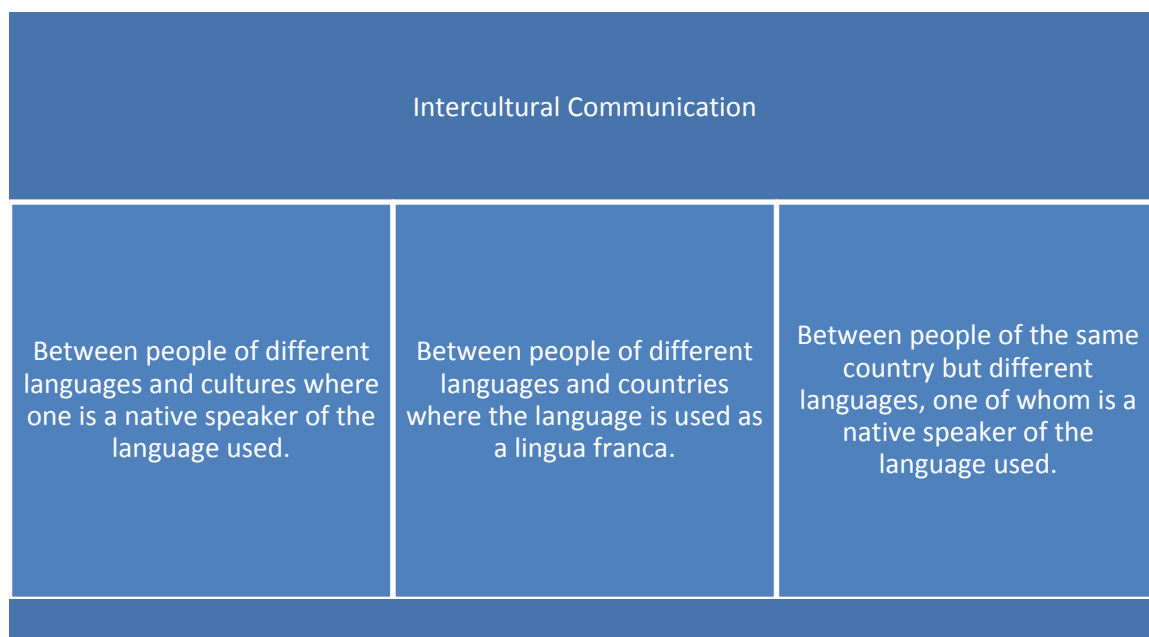 Intercultural Communication
Between people of different
languages and cultures where
one is a native speaker of the
language used.
Between people of different
languages and countries
where the language is used as
a lingua franca.
Between people of the same
country but different
languages, one of whom is a
native speaker of the
language used.